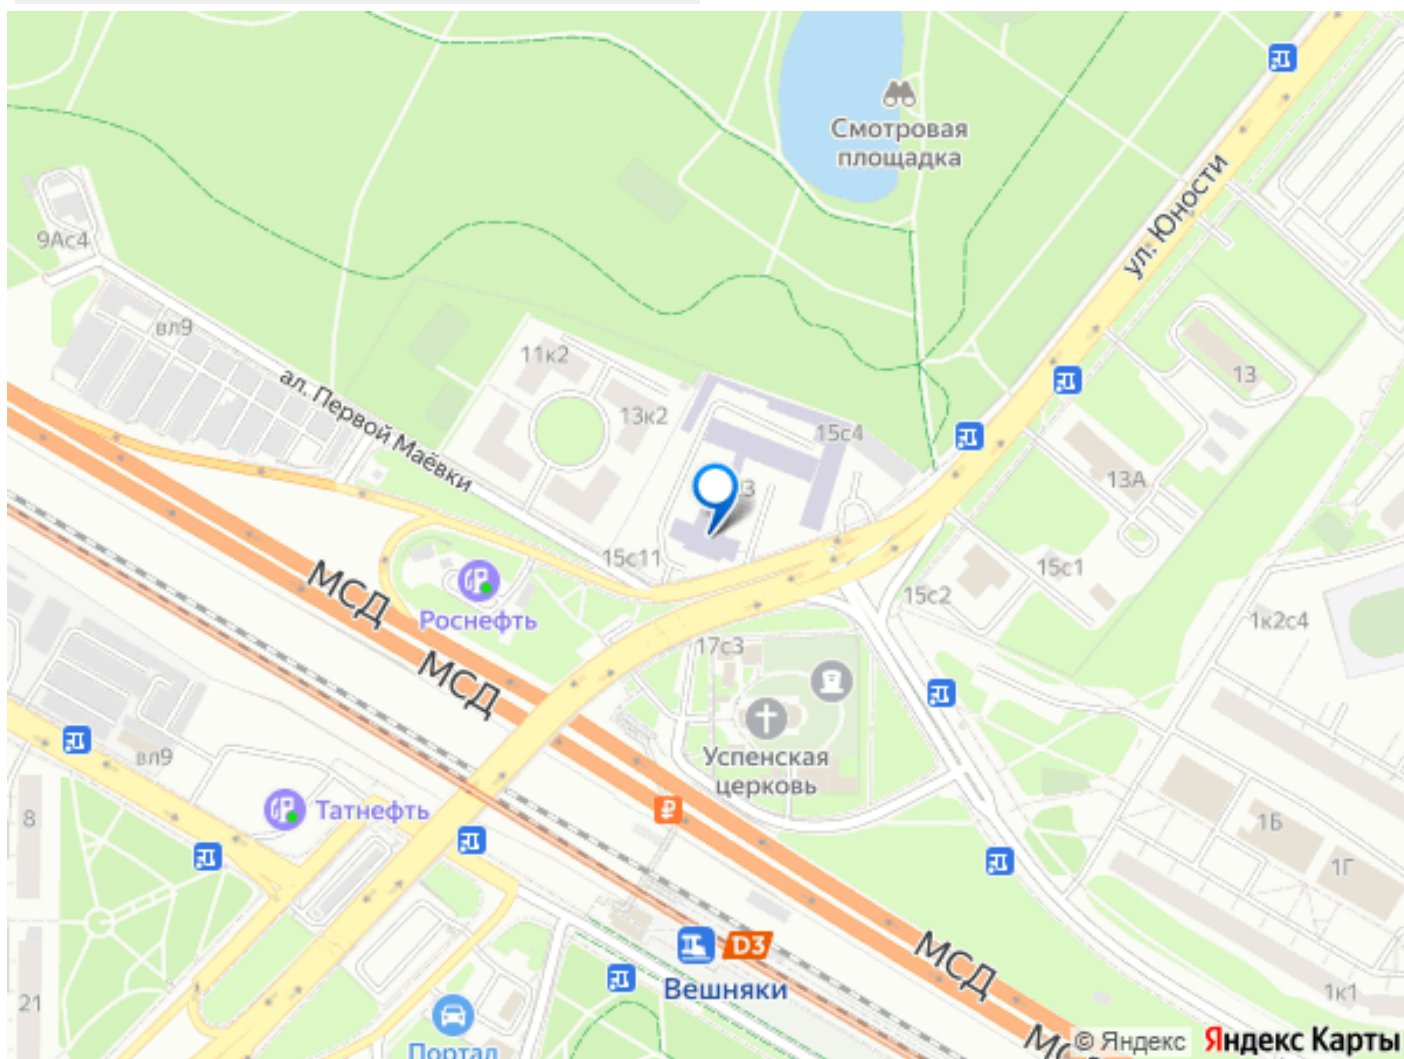 Смотровая
площадка
ул. Юности
9Ас4
вл9
ал. Первой Маёвки
11к2
13к2
15с4
13
13А
15с11
15с1
15с2
1к2с4
МСД
Роснефть
17с3
МСД
Успенская
церковь
вл9
Татнефть
₽
8
1Б
1Г
МСД
D3
Вешняки
21
1к1
Портал
© Яндекс
Яндекс Карты